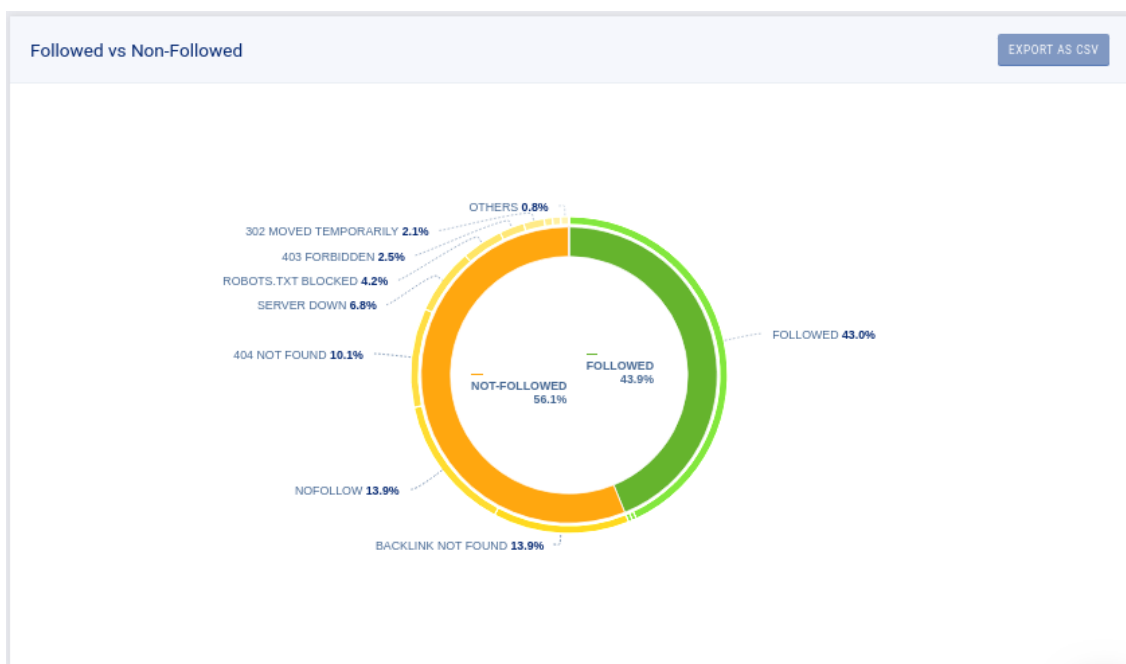 Followed vs Non-Followed
EXPORT AS CSV
OTHERS 0.8%
302 MOVED TEMPORARILY 2.1%
403 FORBIDDEN 2.5%
ROBOTS.TXT BLOCKED 4.2%
SERVER DOWN 6.8%
404 NOT FOUND 10.1%
FOLLOWED 43.0%
NOT-FOLLOWED
56.1%
FOLLOWED
43.9%
NOFOLLOW 13.9%
BACKLINK NOT FOUND 13.9%